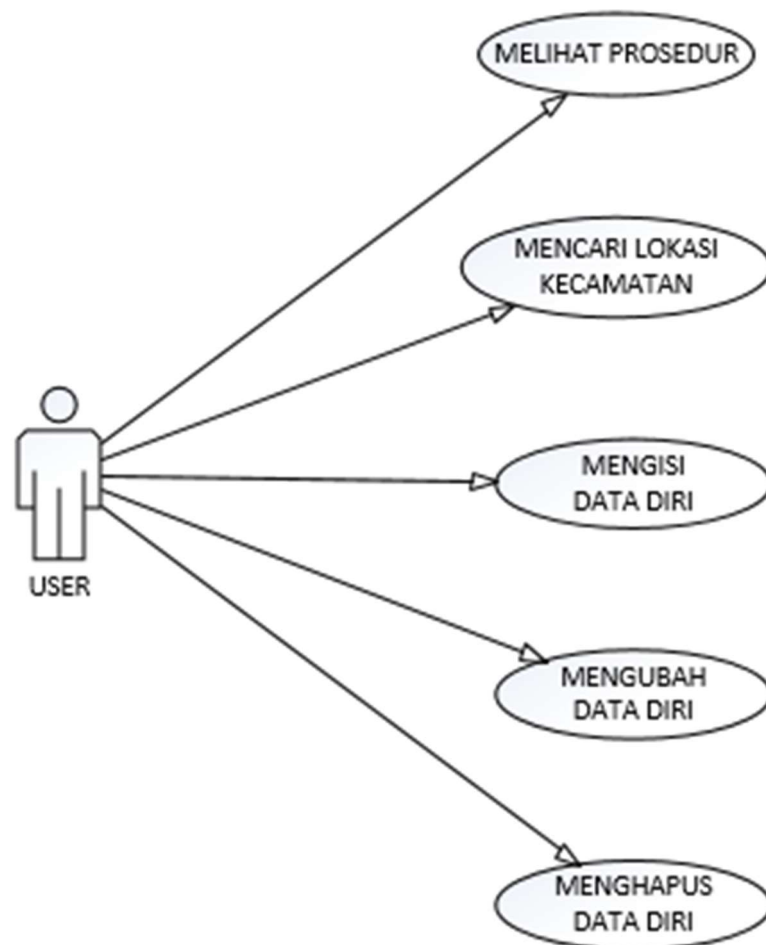 MELIHAT PROSEDUR
MENCARI LOKASI
KECAMATAN
MENGISI
DATA DIRI
USER
MENGUBAH
DATA DIRI
MENGHAPUS
DATA DIRI